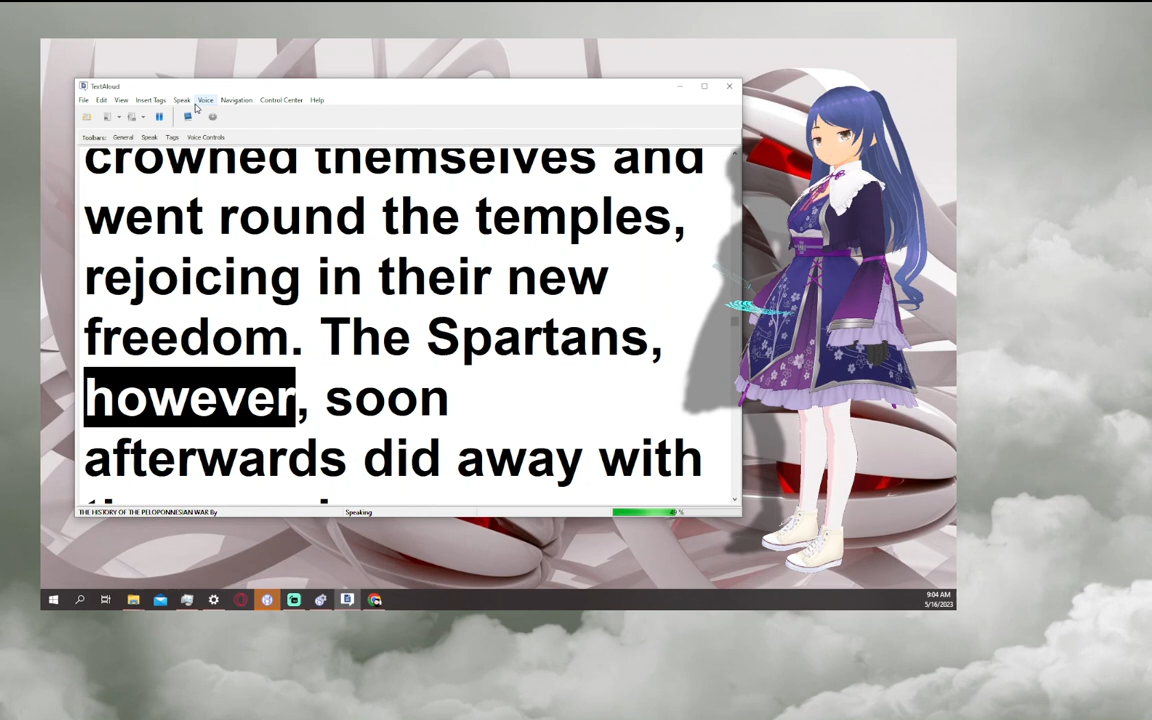 TextAloud
File Edit View Insert Tags Speak Voice Navigation Control Center Help
Toolbars: General Speak Tags Voice Controls
crowned themselves and
went round the temples,
rejoicing in their new
freedom. The Spartans,
however, soon
afterwards did away with
THE HISTORY OF THE PELOPONNESIAN WAR By Speaking 49 %
9:04 AM
5/16/2023